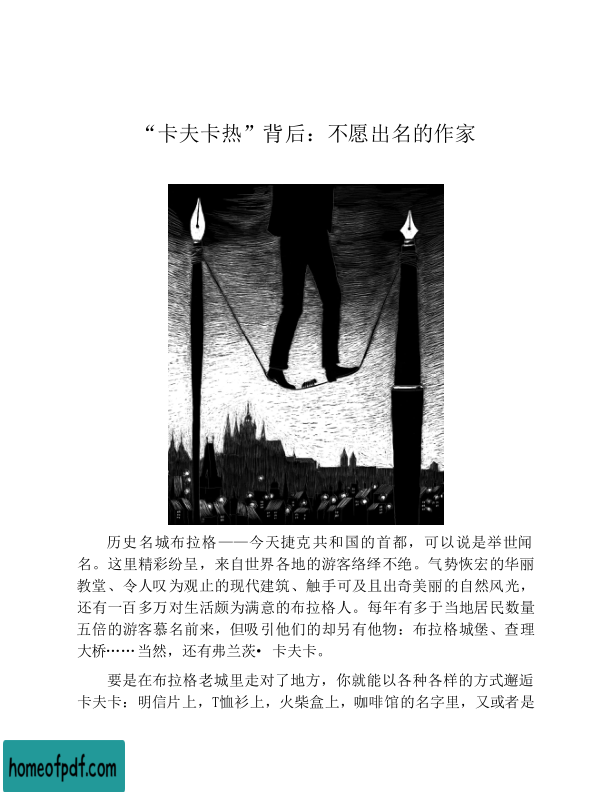 “卡夫卡热”背后：不愿出名的作家
历史名城布拉格——今天捷克共和国的首都，可以说是举世闻
名。这里精彩纷呈，来自世界各地的游客络绎不绝。气势恢宏的华丽
教堂、令人叹为观止的现代建筑、触手可及且出奇美丽的自然风光，
还有一百多万对生活颇为满意的布拉格人。每年有多于当地居民数量
五倍的游客慕名前来，但吸引他们的却另有他物：布拉格城堡、查理
大桥……当然，还有弗兰茨• 卡夫卡。
要是在布拉格老城里走对了地方，你就能以各种各样的方式邂逅
卡夫卡：明信片上，T恤衫上，火柴盒上，咖啡馆的名字里，又或者是
homeofpdf.com